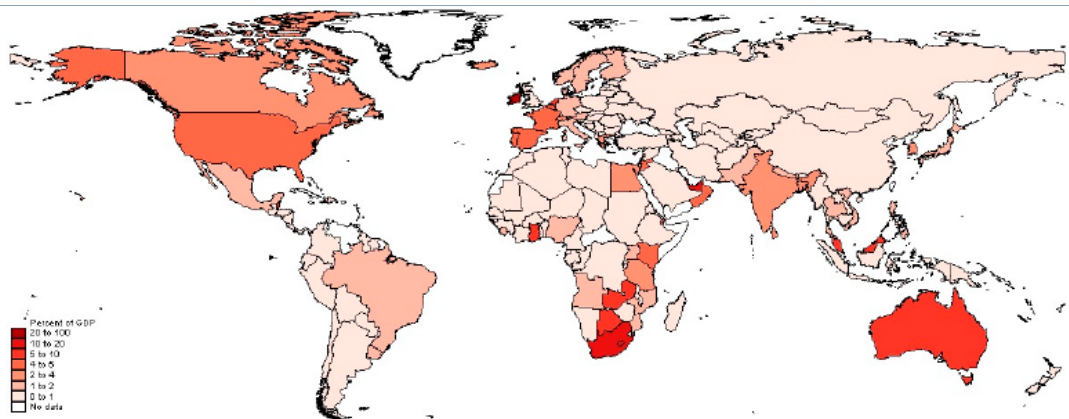 Percent of GDP
20 to 100
10 to 20
5 to 10
4 to 5
2 to 4
1 to 2
0 to 1
No data